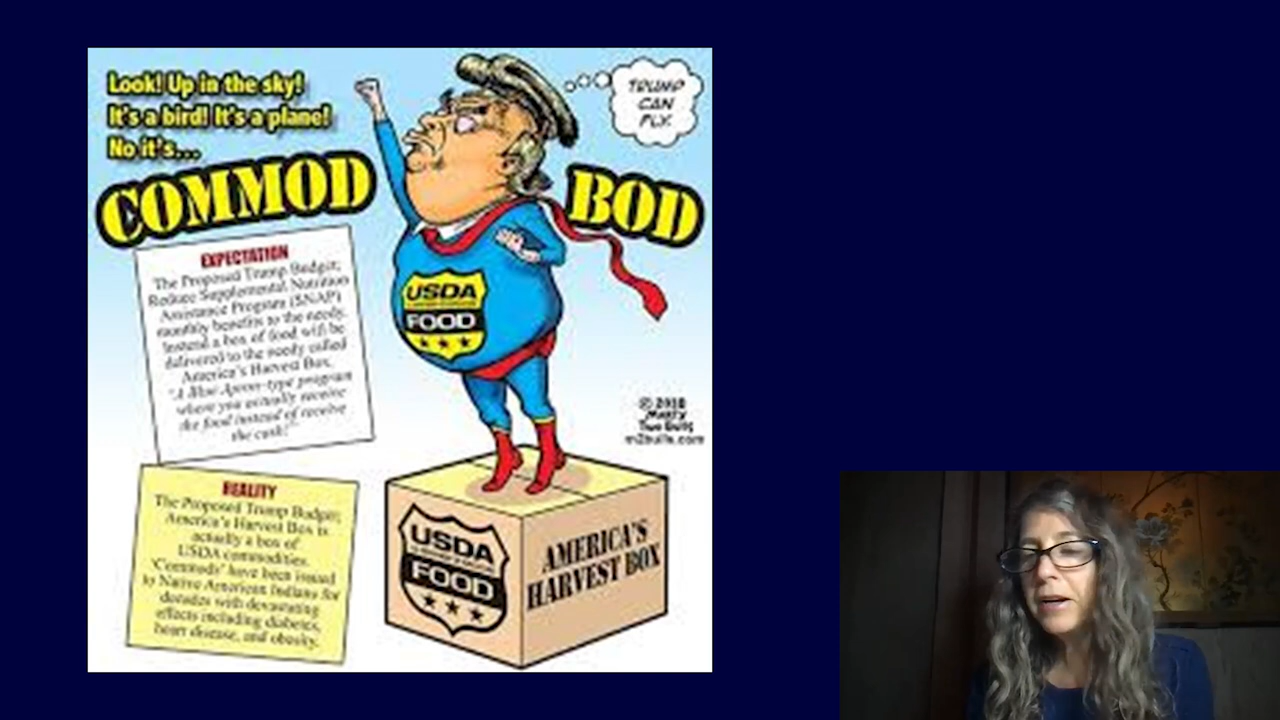 Look! Up in the sky!
It's a bird! It's a plane!
No it's...
COMMOD
BOD
TRUMP
CAN
FLY.
EXPECTATION
The Proposed Trump Budget;
Reduce Supplemental Nutrition
Assistance Program (SNAP)
monthly benefits to the needy.
Instead a box of food will be
delivered to the needy called
America's Harvest Box.
"A Blue Apron-type program
where you actually receive
the food instead of receive
the cash."
USDA
FOOD
© 2018
Marty
Two Bulls
m2bulls.com
REALITY
The Proposed Trump Budget;
America's Harvest Box is
actually a box of
USDA commodities.
'Commods' have been issued
to Native American Indians for
decades with devastating
effects including diabetes,
heart disease, and obesity.
USDA
FOOD
AMERICA'S
HARVEST BOX